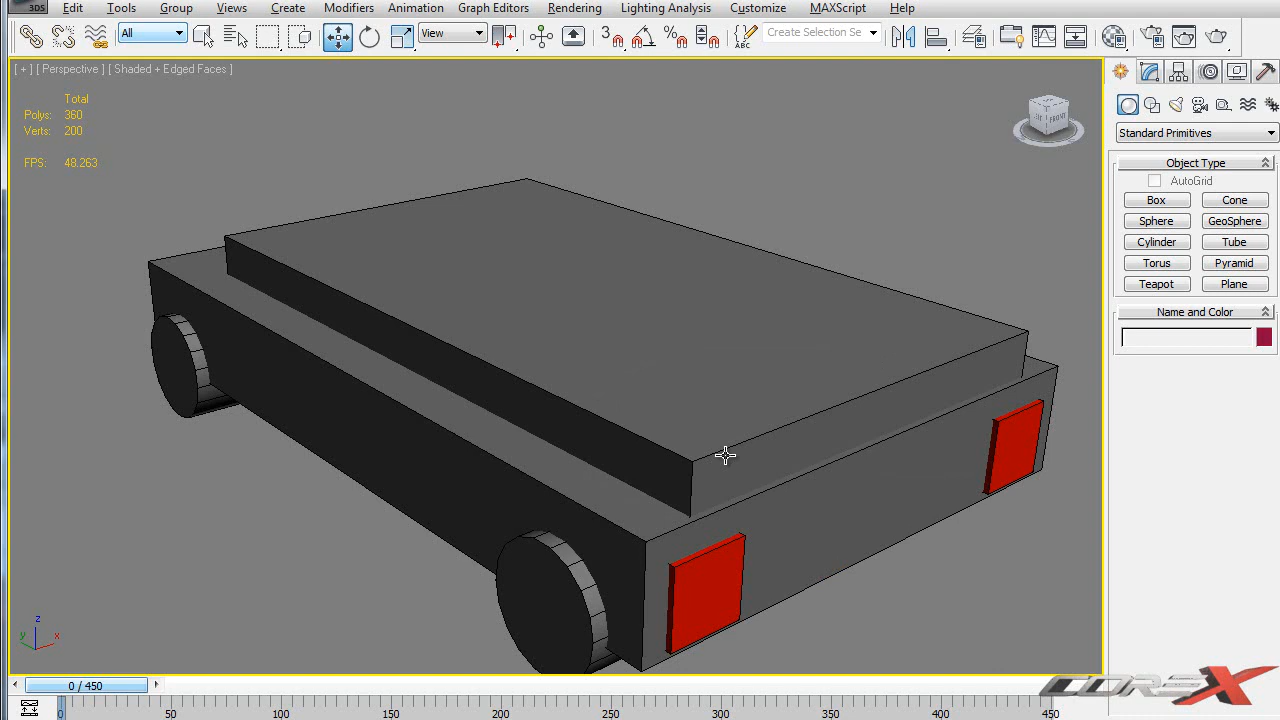 3DS Edit Tools Group Views Create Modifiers Animation Graph Editors Rendering Lighting Analysis Customize MAXScript Help
All View 3 Create Selection Se
[ + ] [ Perspective ] [ Shaded + Edged Faces ]
Total
Polys: 360
Verts: 200
FPS: 48.263
FRONT
Standard Primitives
Object Type
AutoGrid
Box Cone
Sphere GeoSphere
Cylinder Tube
Torus Pyramid
Teapot Plane
Name and Color
z
y x
0 / 450
COREX
0 50 100 150 200 250 300 350 400 450